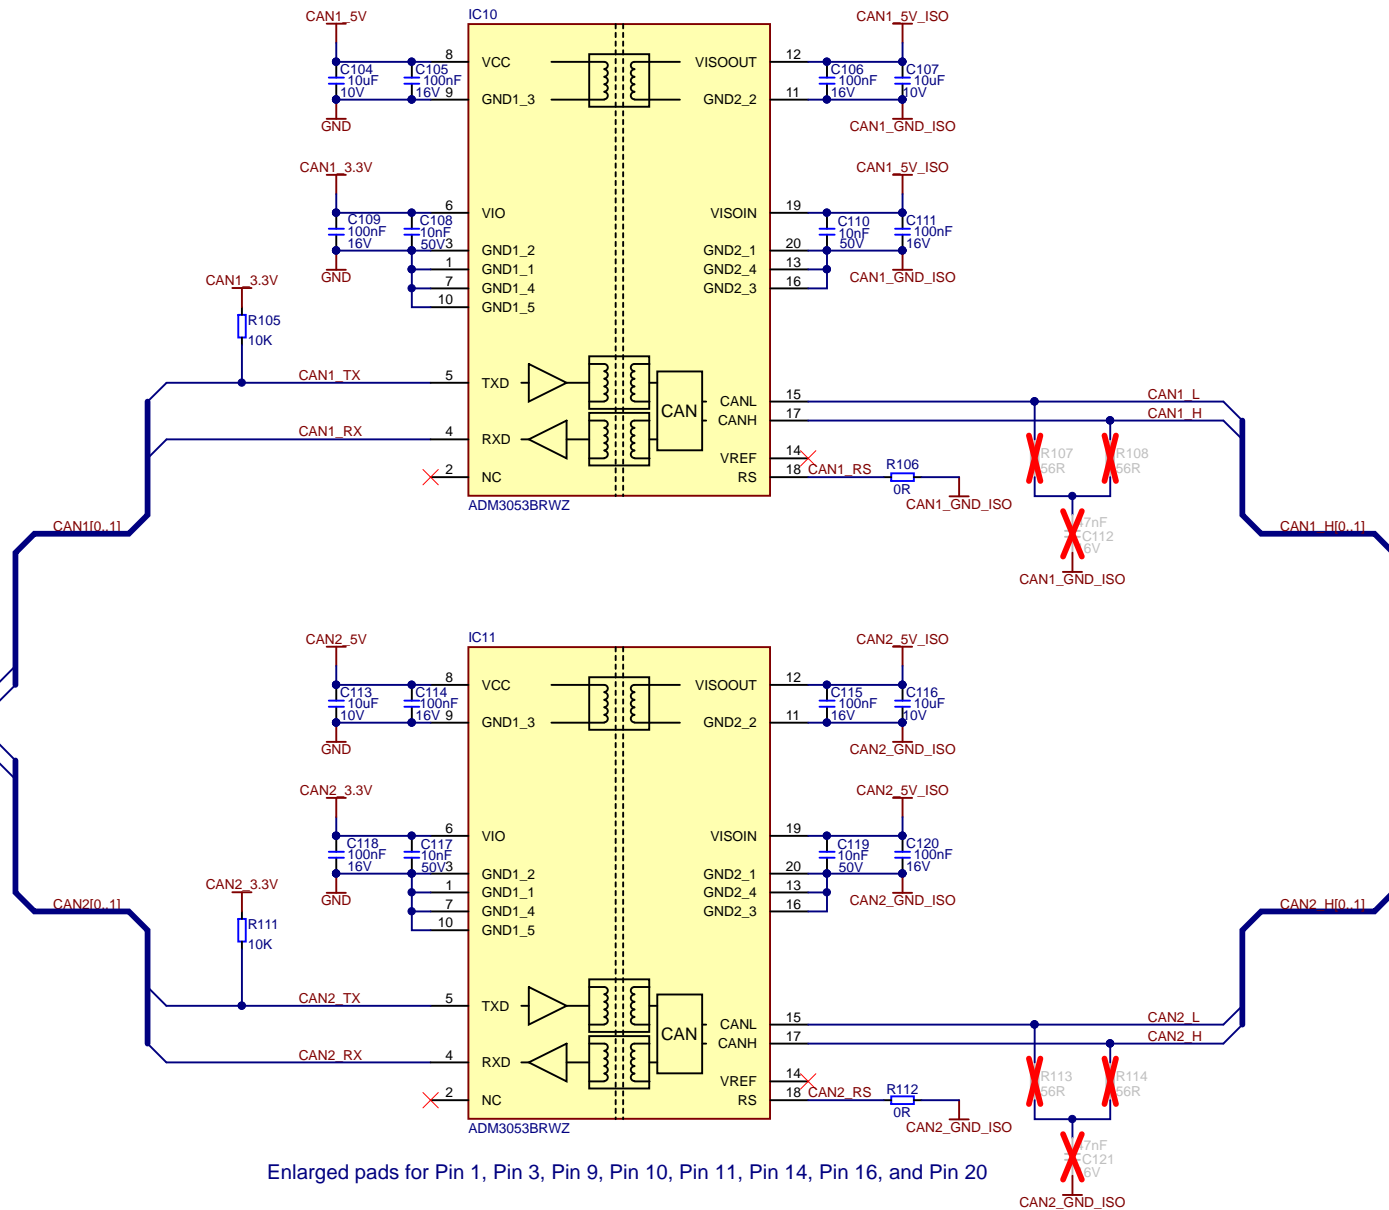 CAN1_5V
IC10
CAN1_5V_ISO
8 VCC
VISOOUT 12
C104
10uF
10V
C105
100nF
16V
9 GND1_3
GND2_2 11
C106
100nF
16V
C107
10uF
10V
GND
CAN1_GND_ISO
CAN1_3.3V
CAN1_5V_ISO
6 VIO
VISOIN 19
C109
100nF
16V
C108
10nF
50V
3 GND1_2
1 GND1_1
7 GND1_4
10 GND1_5
GND2_1 20
GND2_4 13
GND2_3 16
C110
10nF
50V
C111
100nF
16V
GND
CAN1_GND_ISO
CAN1_3.3V
R105
10K
CAN1_TX
5 TXD
CAN1_RX
4 RXD
2 NC
CAN
CANL 15
CANH 17
VREF 14
RS 18
CAN1_L
CAN1_H
CAN1_RS
R106
0R
CAN1_GND_ISO
R107
56R
R108
56R
C112
CAN1_GND_ISO
ADM3053BRWZ
CAN1[0..1]
CAN1_H[0..1]
CAN2_5V
IC11
CAN2_5V_ISO
8 VCC
VISOOUT 12
C113
10uF
10V
C114
100nF
16V
9 GND1_3
GND2_2 11
C115
100nF
16V
C116
10uF
10V
GND
CAN2_GND_ISO
CAN2_3.3V
CAN2_5V_ISO
6 VIO
VISOIN 19
C118
100nF
16V
C117
10nF
50V
3 GND1_2
1 GND1_1
7 GND1_4
10 GND1_5
GND2_1 20
GND2_4 13
GND2_3 16
C119
10nF
50V
C120
100nF
16V
GND
CAN2_GND_ISO
CAN2_3.3V
R111
10K
CAN2[0..1]
CAN2_H[0..1]
CAN2_TX
5 TXD
CAN2_RX
4 RXD
2 NC
CAN
CANL 15
CANH 17
VREF 14
RS 18
CAN2_L
CAN2_H
CAN2_RS
R112
0R
CAN2_GND_ISO
R113
56R
R114
56R
C121
CAN2_GND_ISO
ADM3053BRWZ
Enlarged pads for Pin 1, Pin 3, Pin 9, Pin 10, Pin 11, Pin 14, Pin 16, and Pin 20